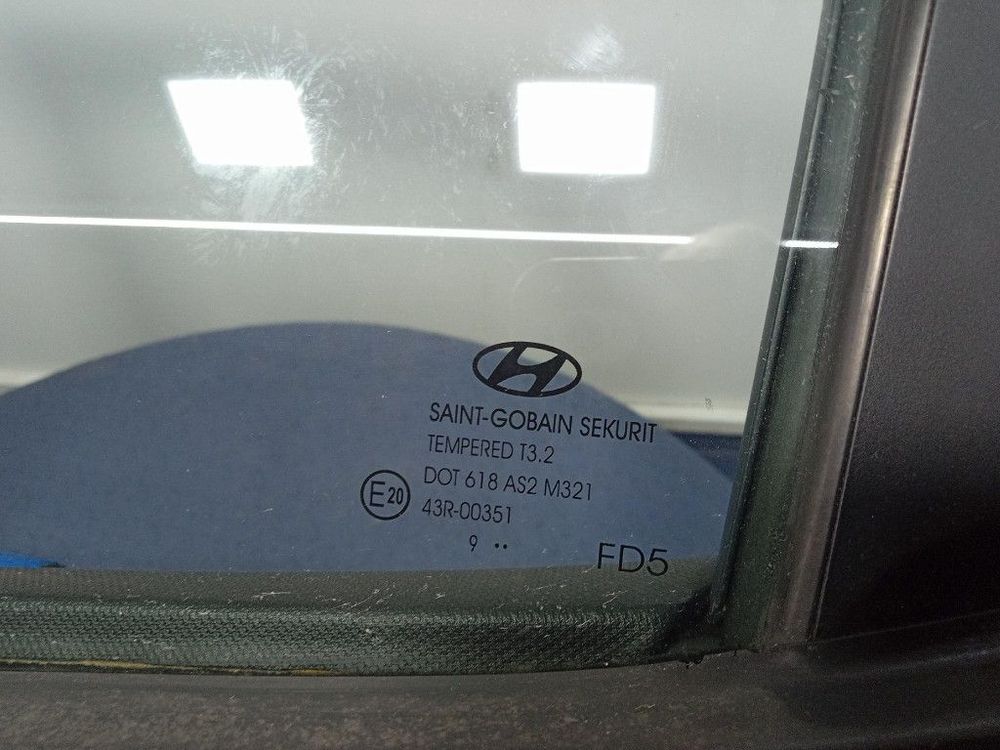 SAINT-GOBAIN SEKURIT
TEMPERED T3.2
DOT 618 AS2 M321
E20 43R-00351
9 ••
FD5